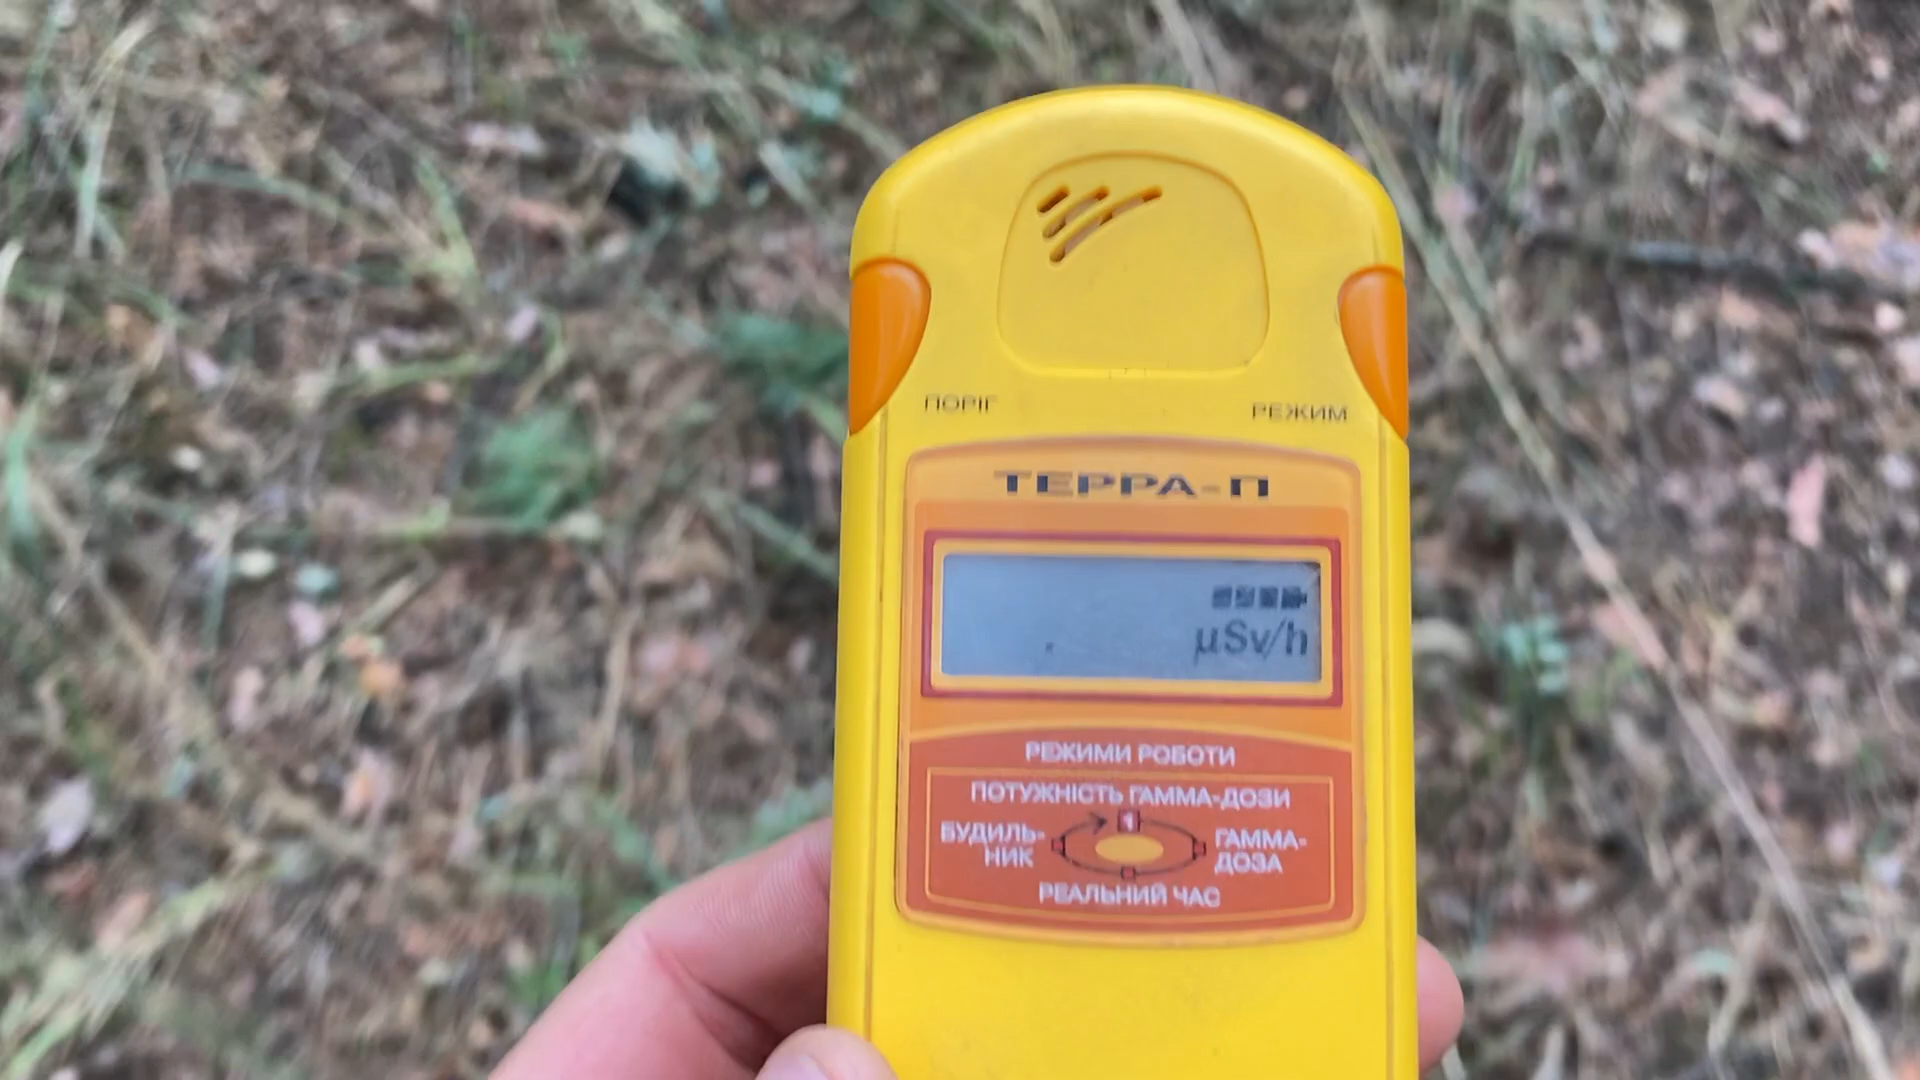 ПОРІГ
РЕЖИМ
ТЕРРА-П
µSv/h
РЕЖИМИ РОБОТИ
ПОТУЖНІСТЬ ГАММА-ДОЗИ
1
БУДИЛЬ-
НИК
ГАММА-
ДОЗА
РЕАЛЬНИЙ ЧАС